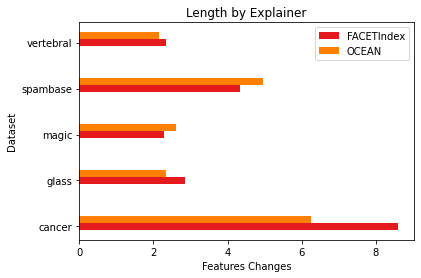 Length by Explainer
FACETIndex
OCEAN
vertebral
spambase
magic
glass
cancer
Dataset
0 2 4 6 8
Features Changes